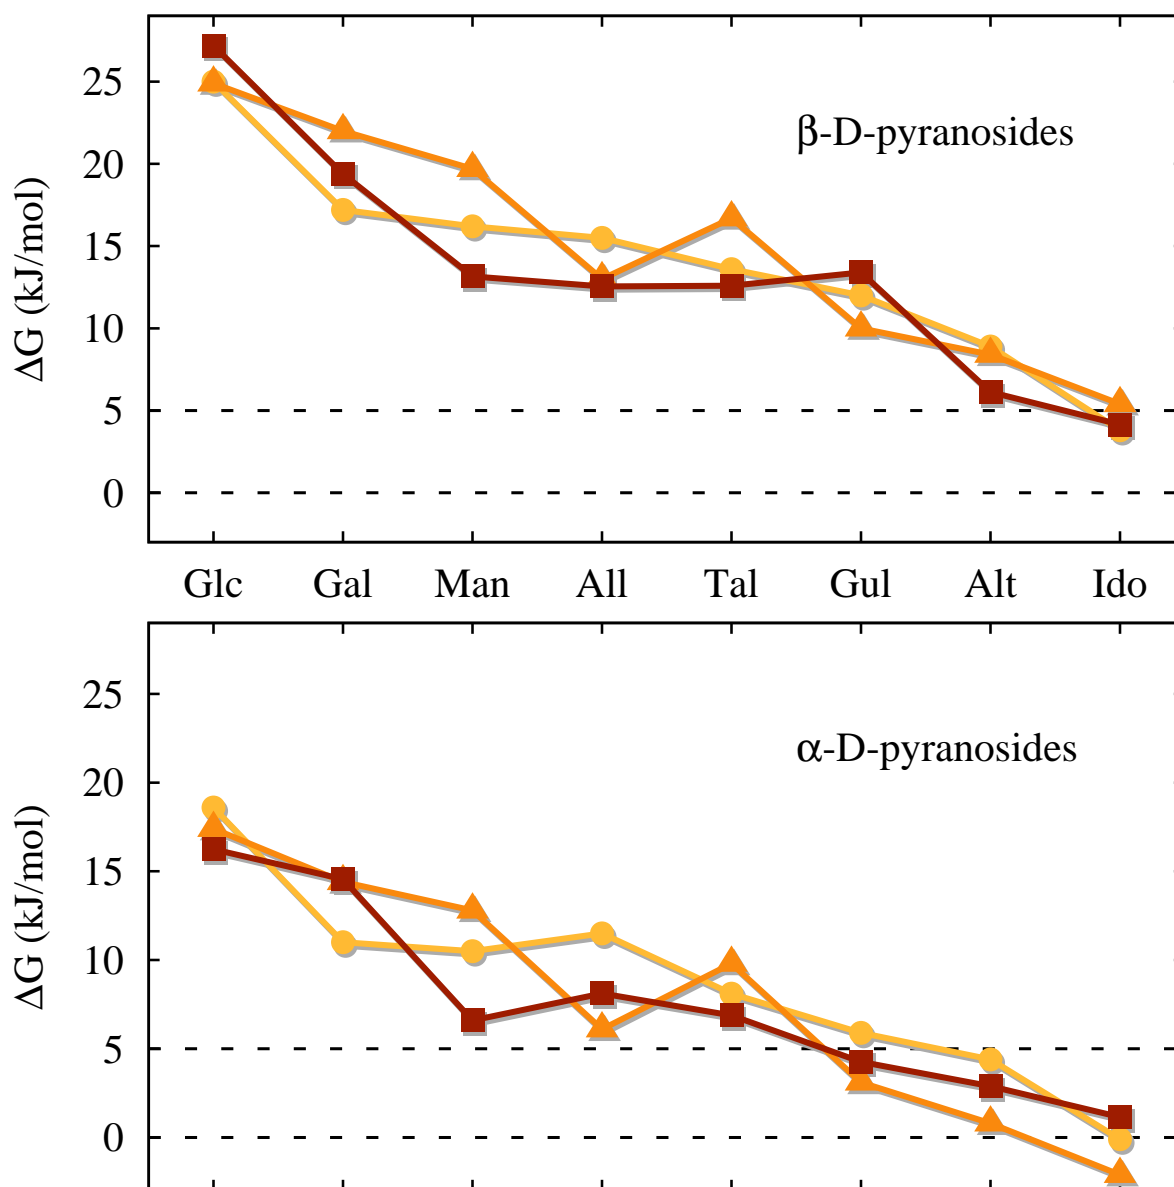 25
20
15
10
5
0
ΔG (kJ/mol)
β-D-pyranosides
Glc Gal Man All Tal Gul Alt Ido
25
20
15
10
5
0
ΔG (kJ/mol)
α-D-pyranosides